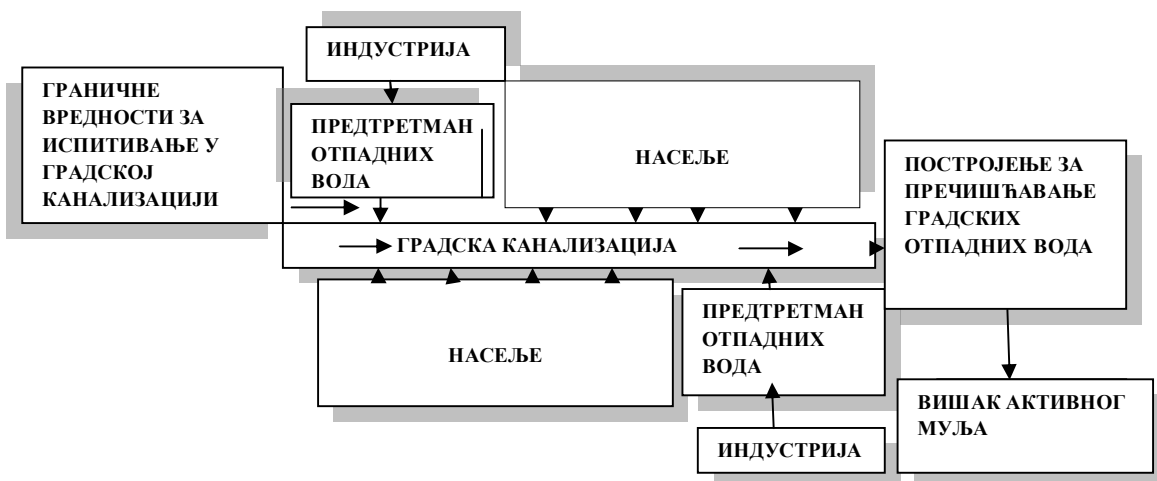 ИНДУСТРИЈА
ГРАНИЧНЕ
ВРЕДНОСТИ ЗА
ИСПИТИВАЊЕ У
ГРАДСКОЈ
КАНАЛИЗАЦИЈИ
ПРЕДТРЕТМАН
ОТПАДНИХ
ВОДА
НАСЕЉЕ
ПОСТРОЈЕЊЕ ЗА
ПРЕЧИШЋАВАЊЕ
ГРАДСКИХ
ОТПАДНИХ ВОДА
ГРАДСКА КАНАЛИЗАЦИЈА
НАСЕЉЕ
ПРЕДТРЕТМАН
ОТПАДНИХ
ВОДА
ИНДУСТРИЈА
ВИШАК АКТИВНОГ
МУЉА